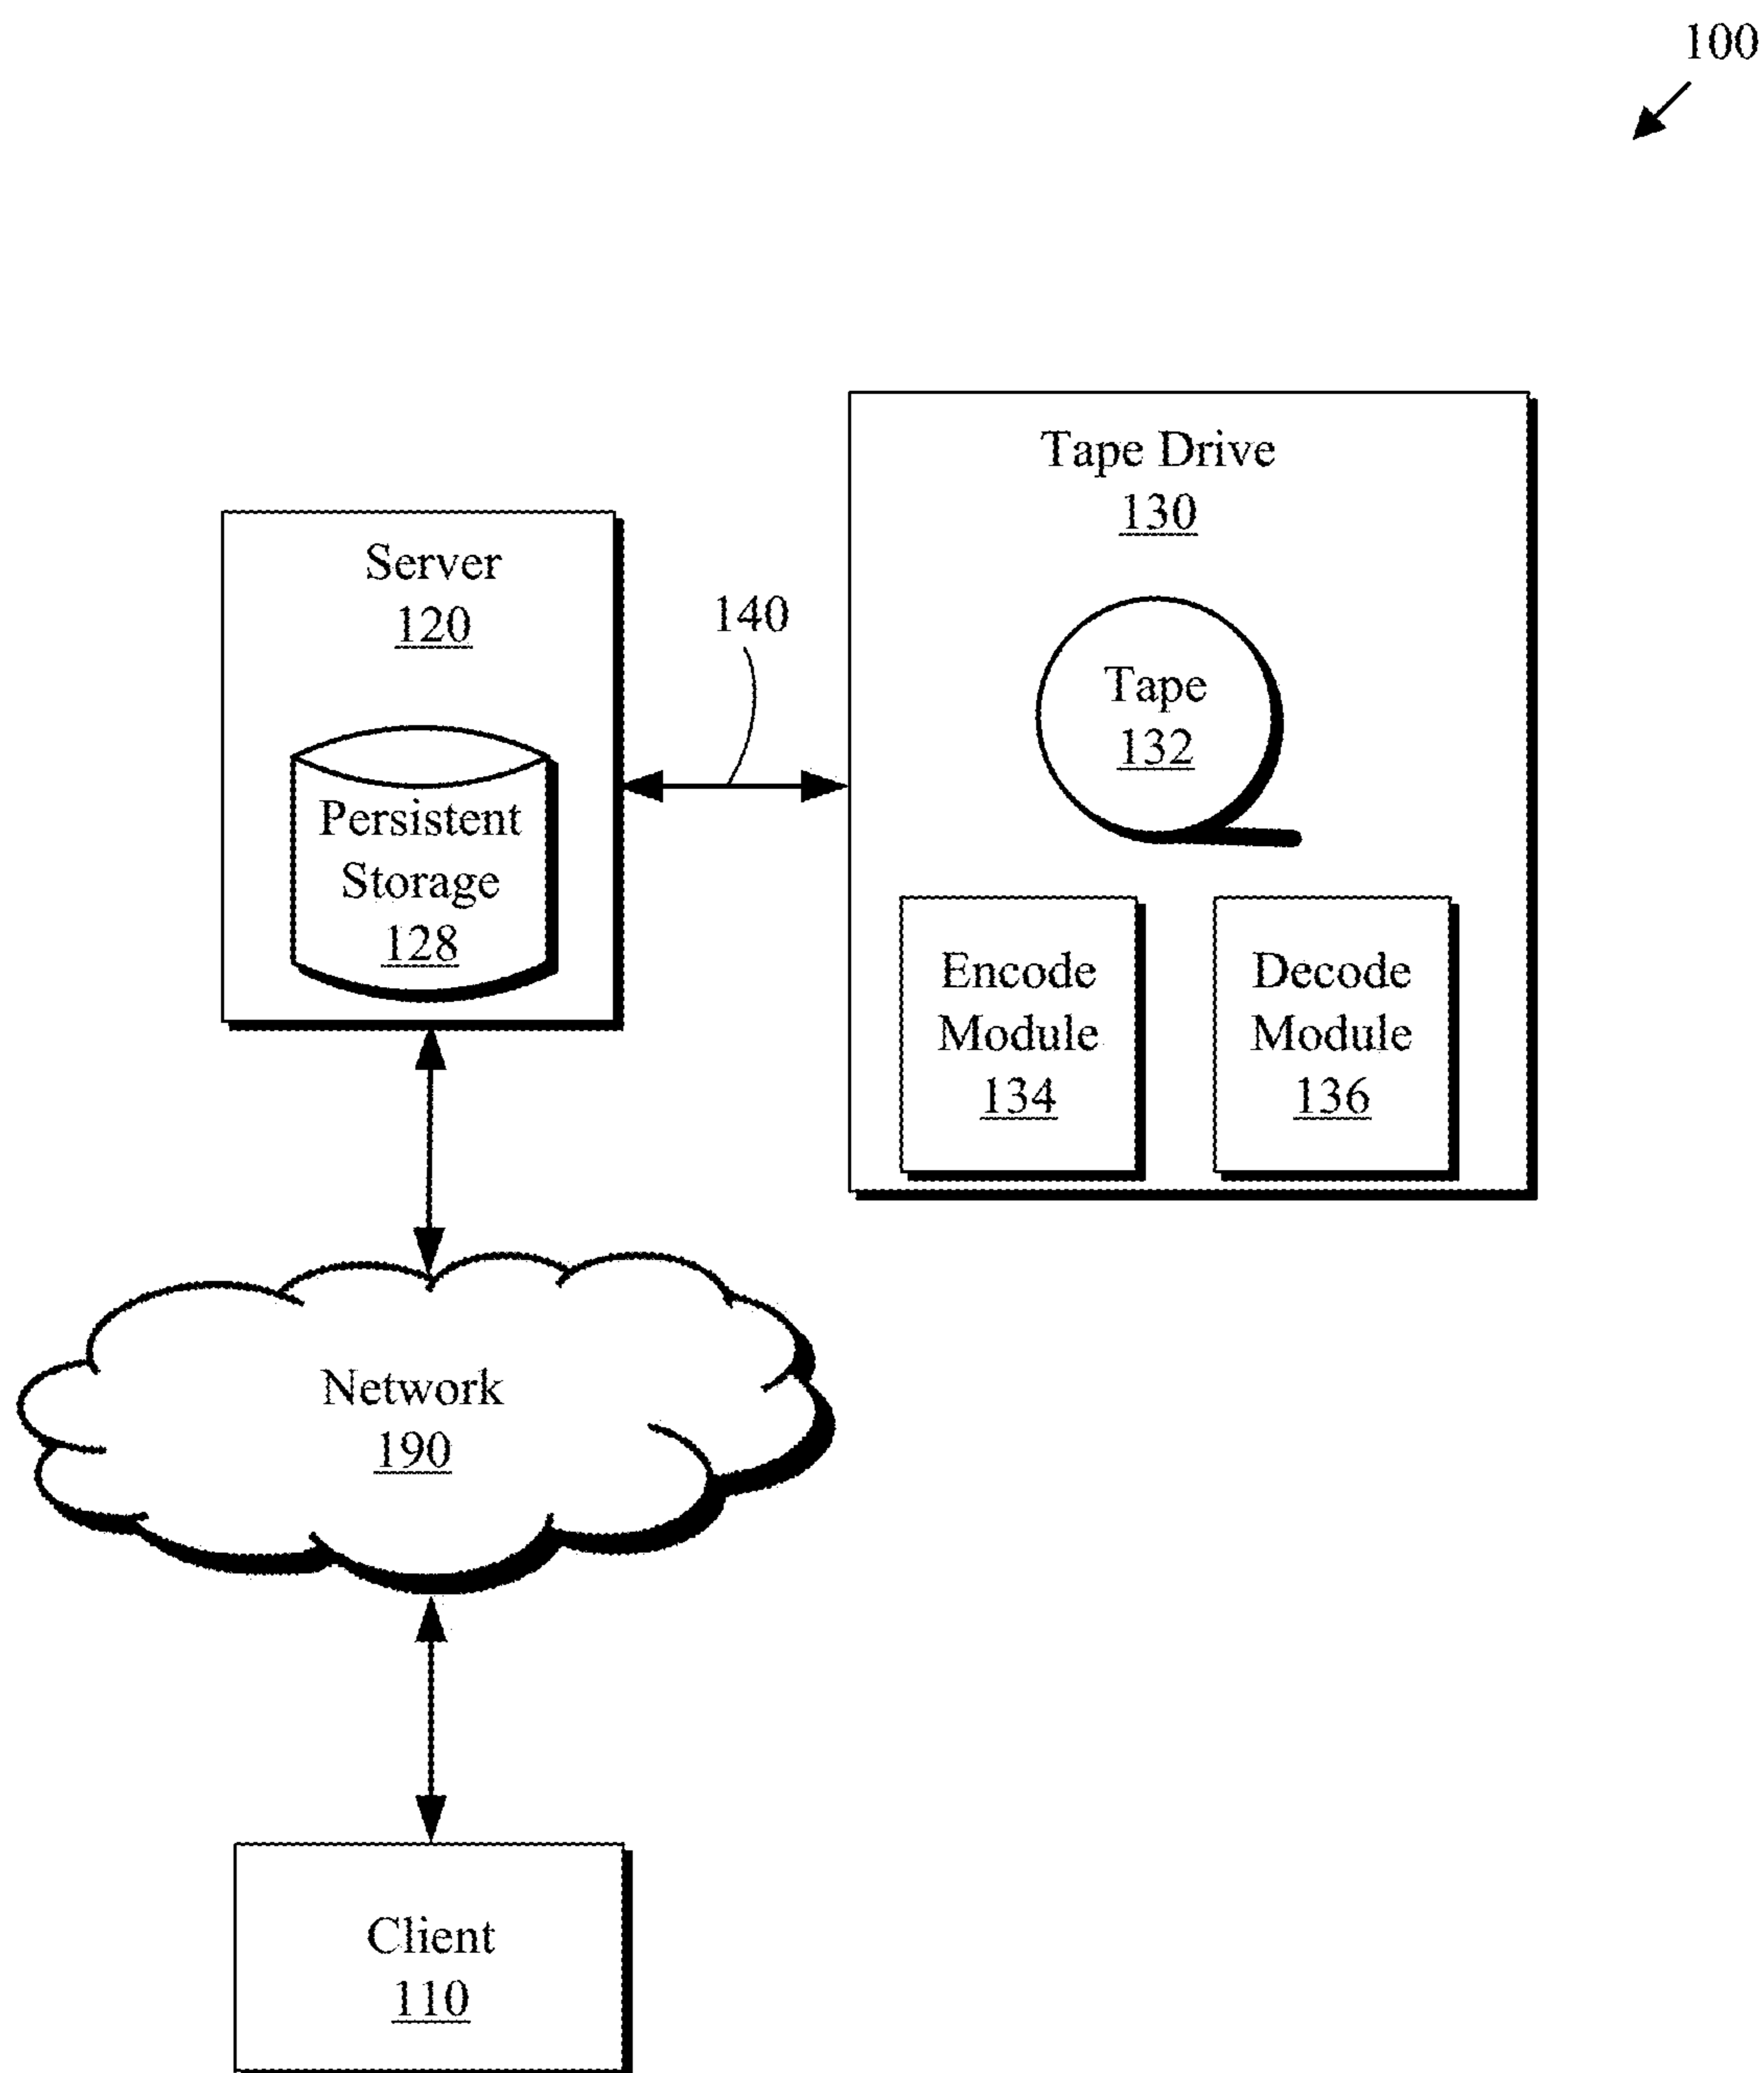 100
Tape Drive
130
Server
120
140
Tape
132
Persistent
Storage
128
Encode
Module
134
Decode
Module
136
Network
190
Client
110